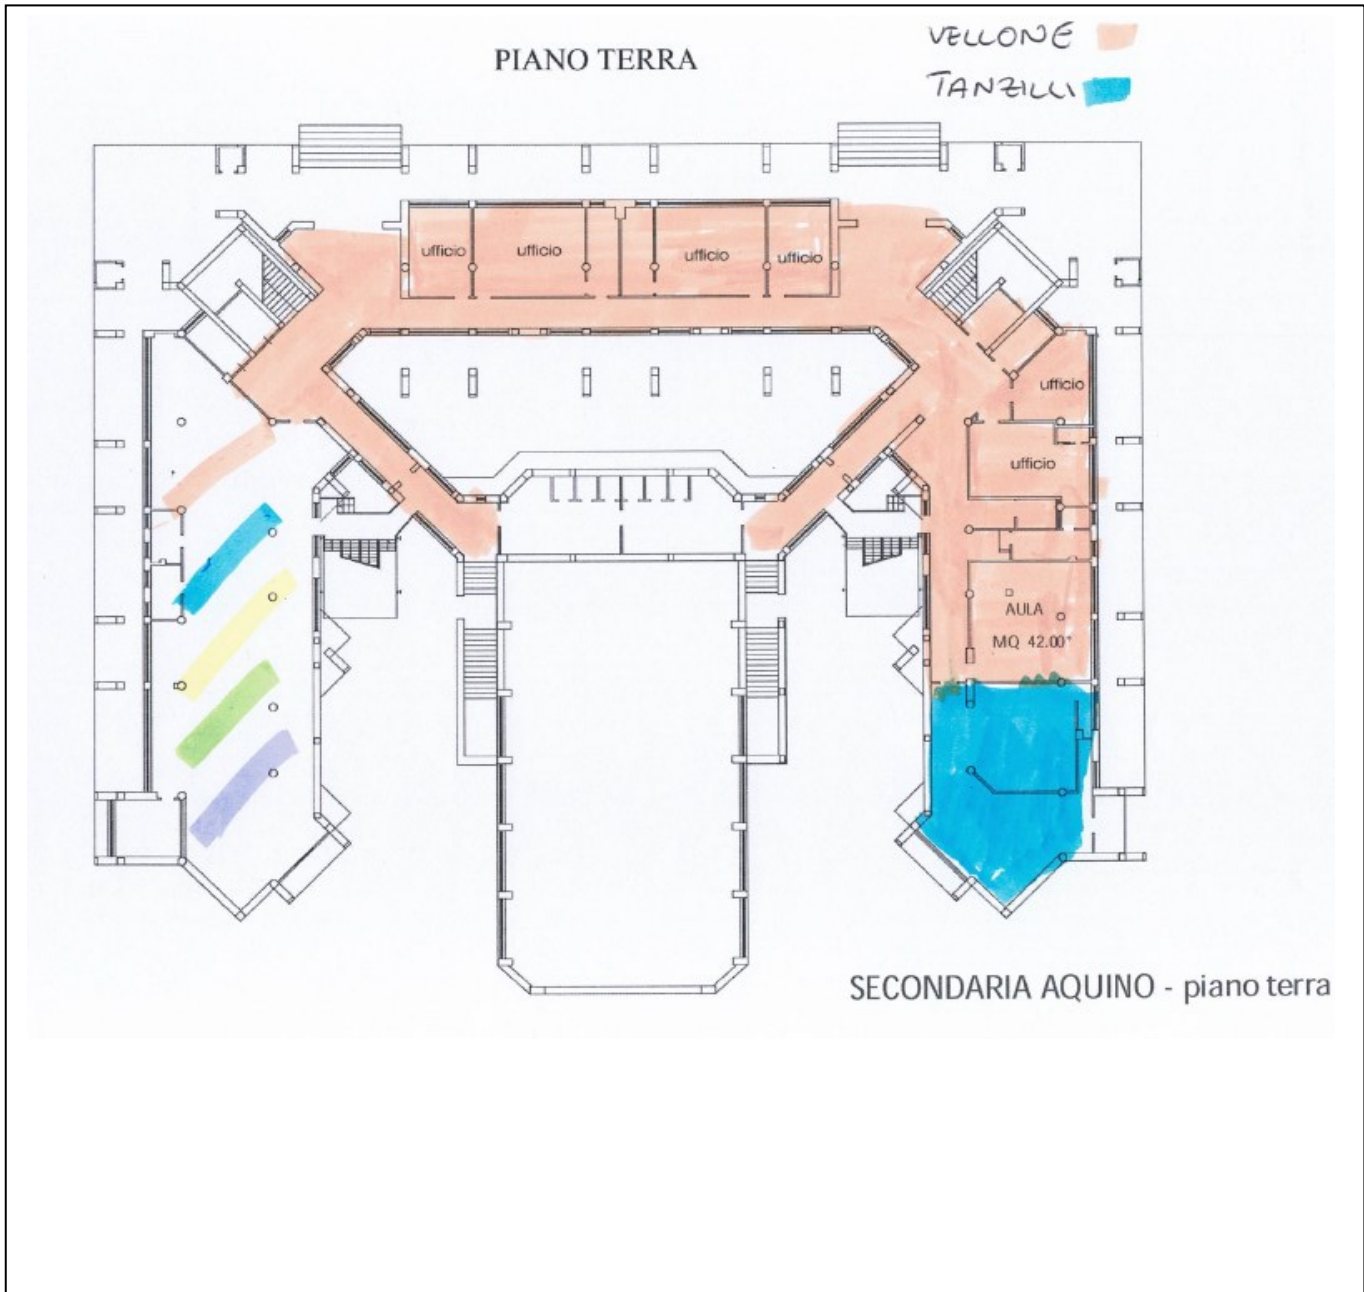 VELLONE
PIANO TERRA
TANZILLI
ufficio
ufficio
ufficio
ufficio
ufficio
ufficio
AULA
MQ 42.00
SECONDARIA AQUINO - piano terra